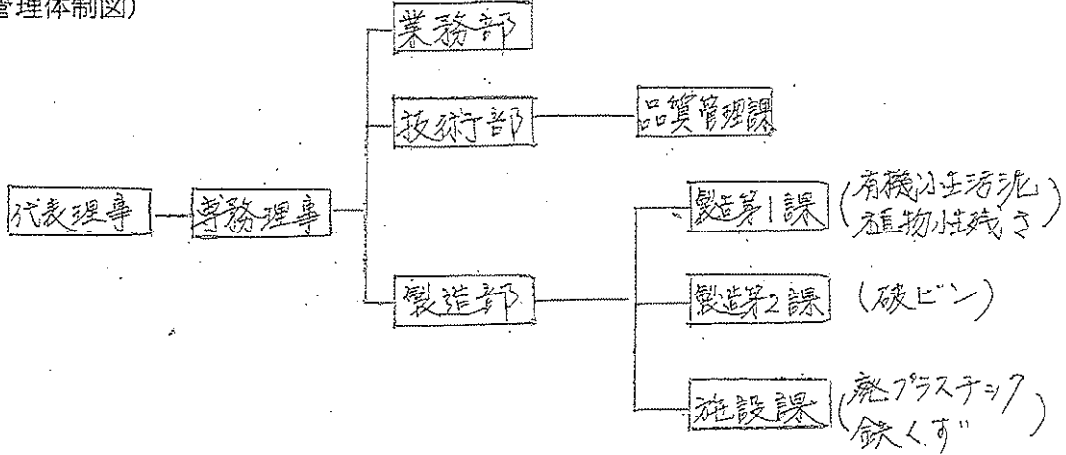 管理体制図)
業務部
技術部
品質管理課
代表理事
専務理事
製造第1課
(有機性活汚泥
植物性残さ)
製造部
製造第2課
(破ビン)
施設課
(廃プラスチック
鉄くず)